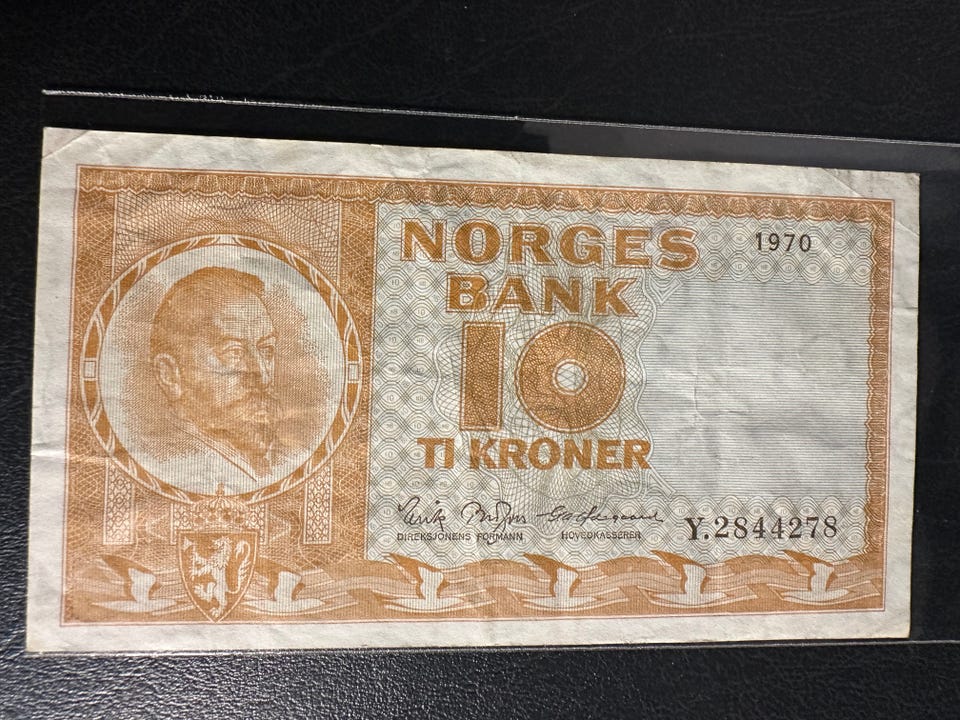 NORGES
1970
BANK
10
TI KRONER
DIREKSJONENS FORMANN
HOVEDKASSERER
Y.2844278